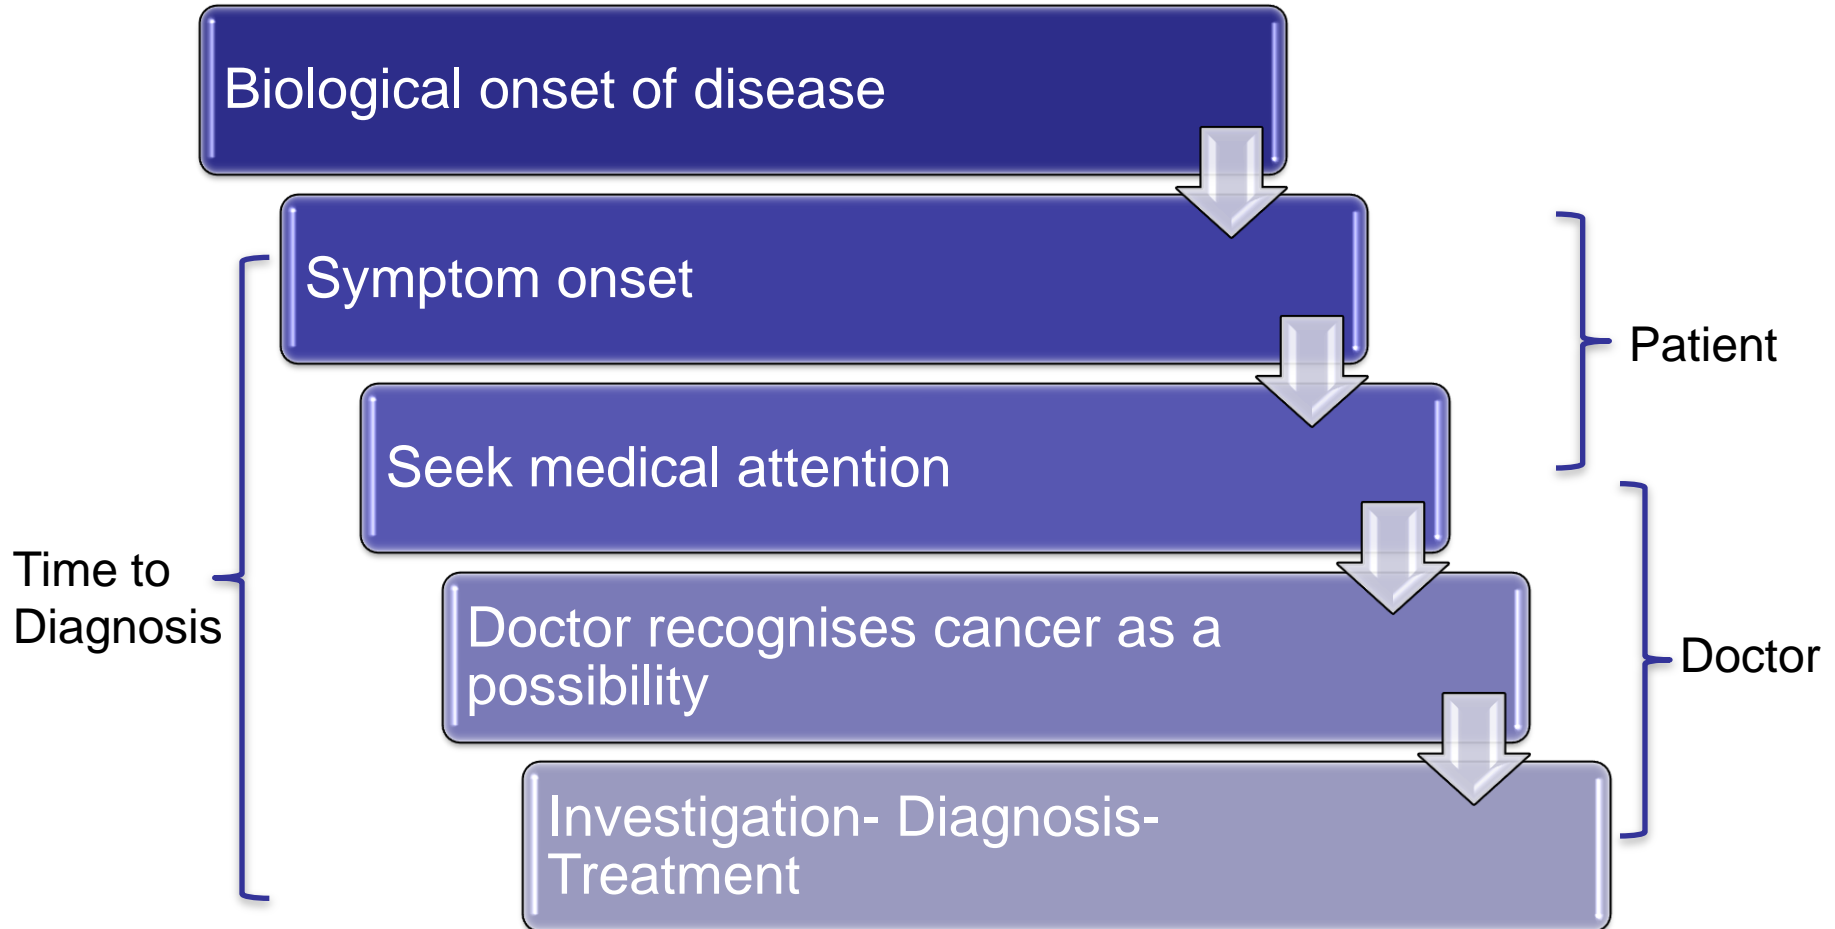 Biological onset of disease
Symptom onset
Patient
Seek medical attention
Time to
Diagnosis
Doctor recognises cancer as a
possibility
Doctor
Investigation- Diagnosis-
Treatment